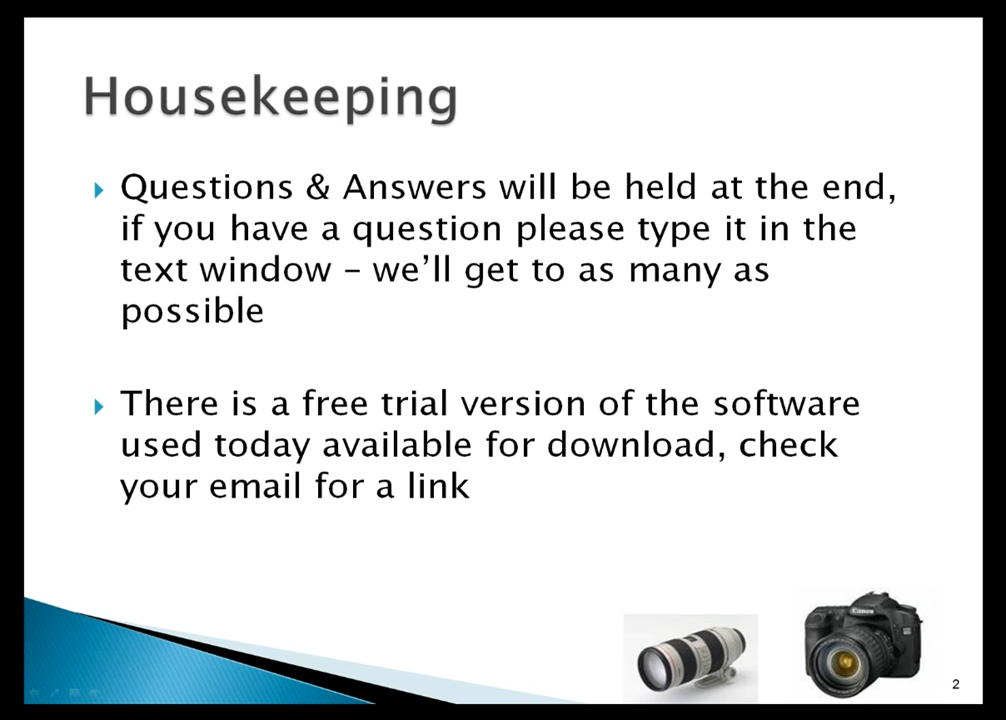 Housekeeping
Questions & Answers will be held at the end,
if you have a question please type it in the
text window – we’ll get to as many as
possible
There is a free trial version of the software
used today available for download, check
your email for a link
Canon
2